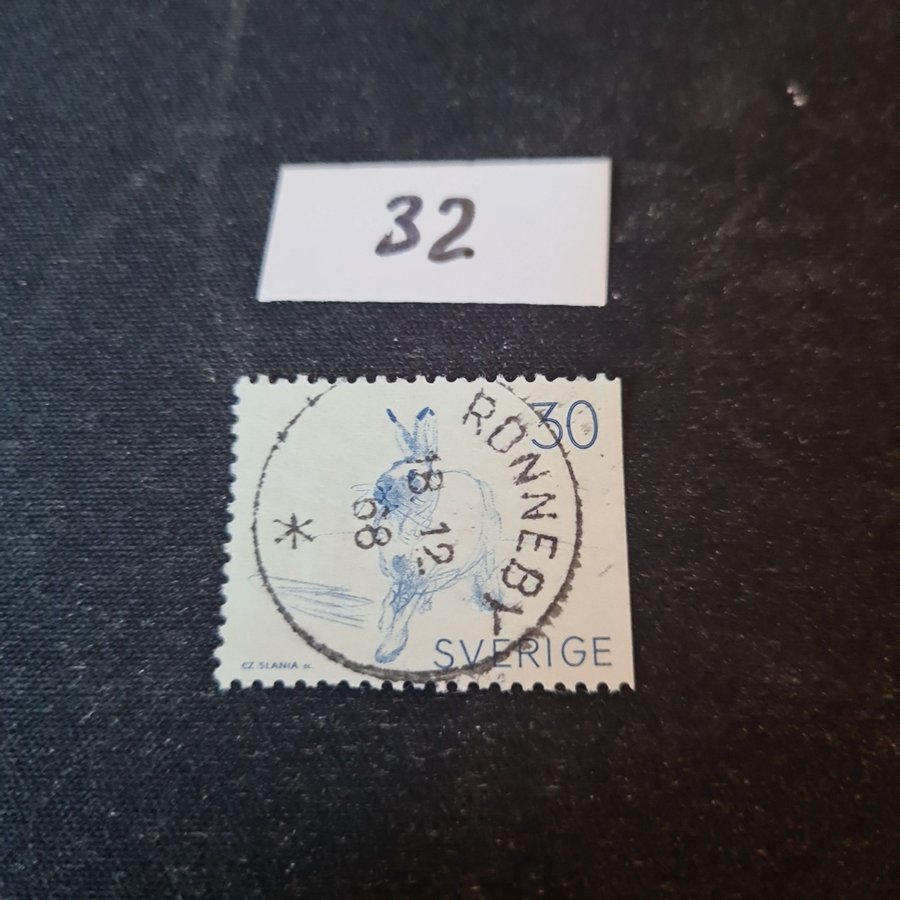 32
30
RONNEBY
18.12.
68
SVERIGE
CZ.SLANIA sc.